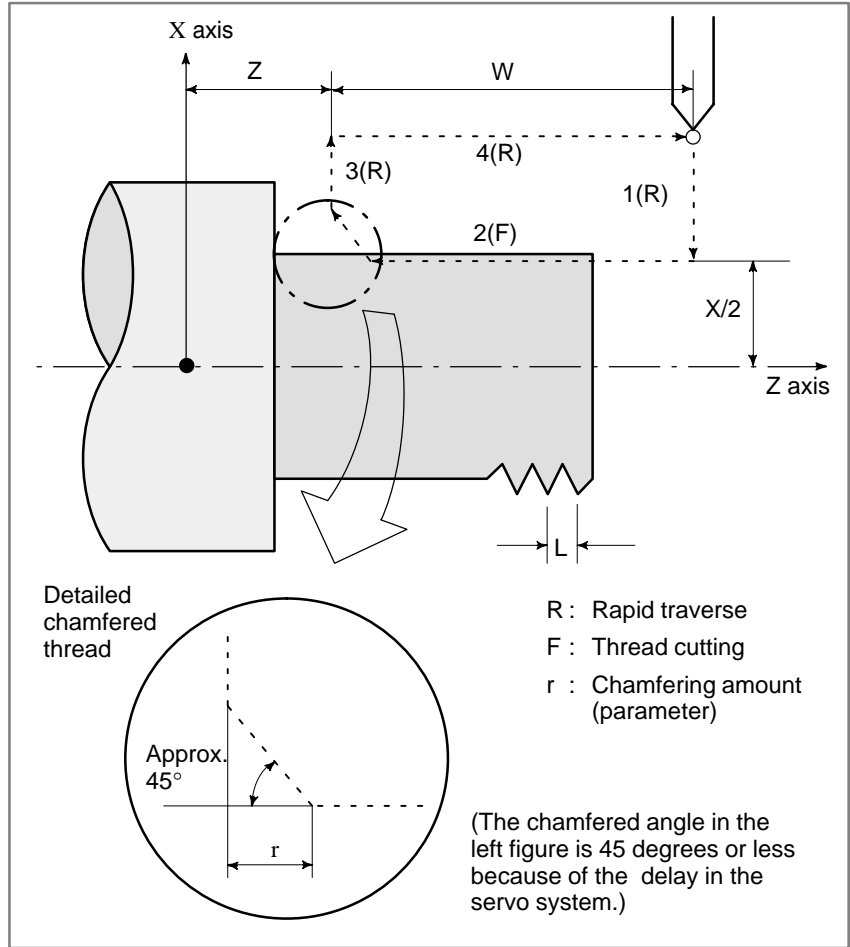 X axis
Z
W
4(R)
3(R)
1(R)
2(F)
X/2
Z axis
L
Detailed
chamfered
thread
R : Rapid traverse
F : Thread cutting
r : Chamfering amount
(parameter)
Approx.
45°
r
(The chamfered angle in the
left figure is 45 degrees or less
because of the delay in the
servo system.)